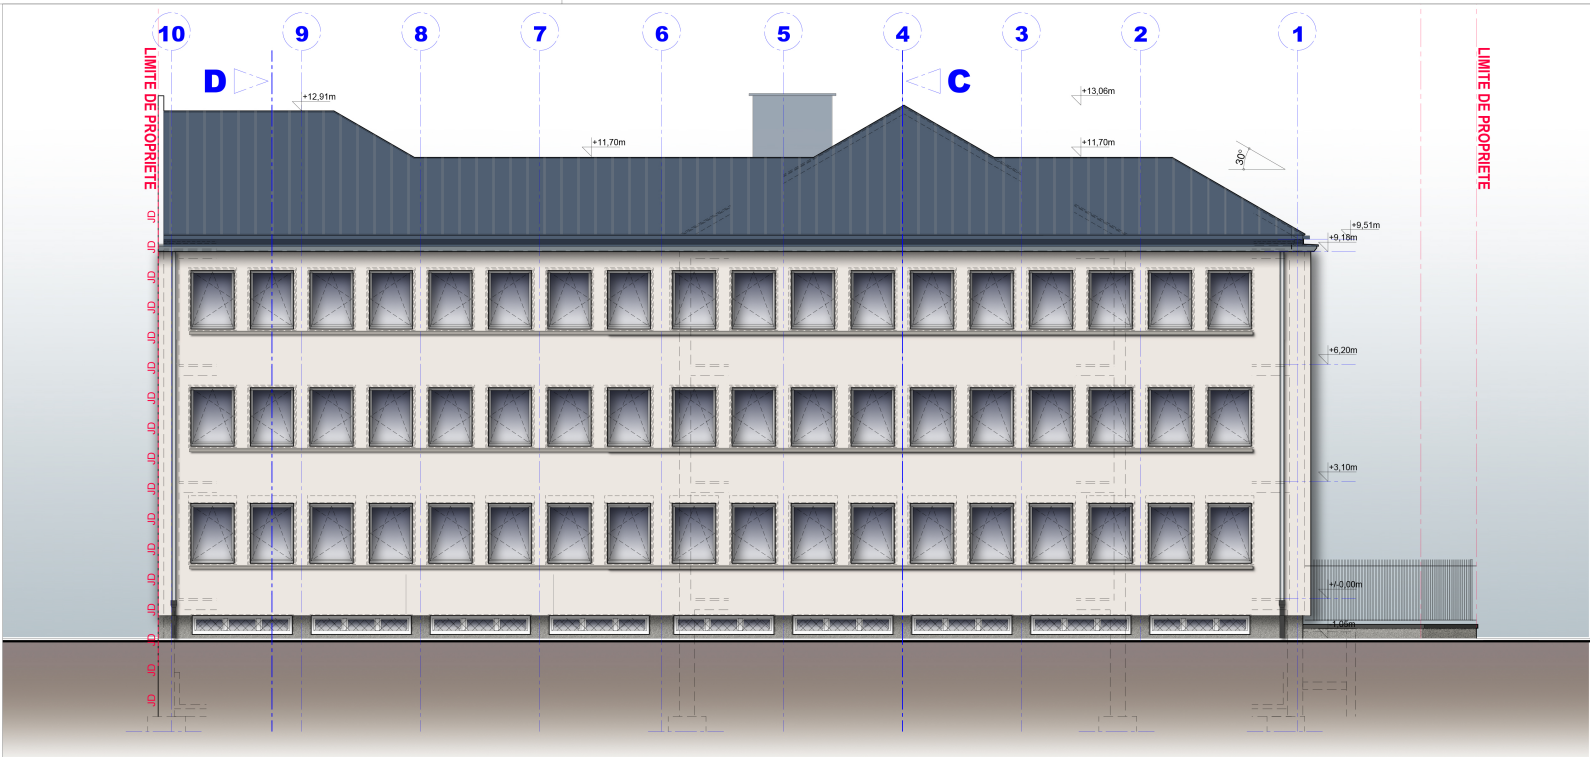 10 9 8 7 6 5 4 3 2 1
LIMITE DE PROPRIETE
D
C
LIMITE DE PROPRIETE
+12,91m
+13,06m
+11,70m
+11,70m
30°
+9,51m
+9,18m
+6,20m
+3,10m
+/-0,00m
-1,05m